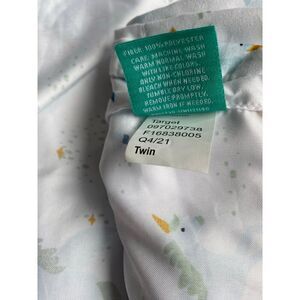 FIBER 100% POLYESTER
CARE MACHINE WASH
WARM NORMAL WASH
WITH LIKE COLORS.
ONLY NON-CHLORINE
BLEACH WHEN NEEDED.
TUMBLE DRY LOW.
REMOVE PROMPTLY.
WARM IRON IF NEEDED.
Target
097029738
F16838005
Q4/21
Twin